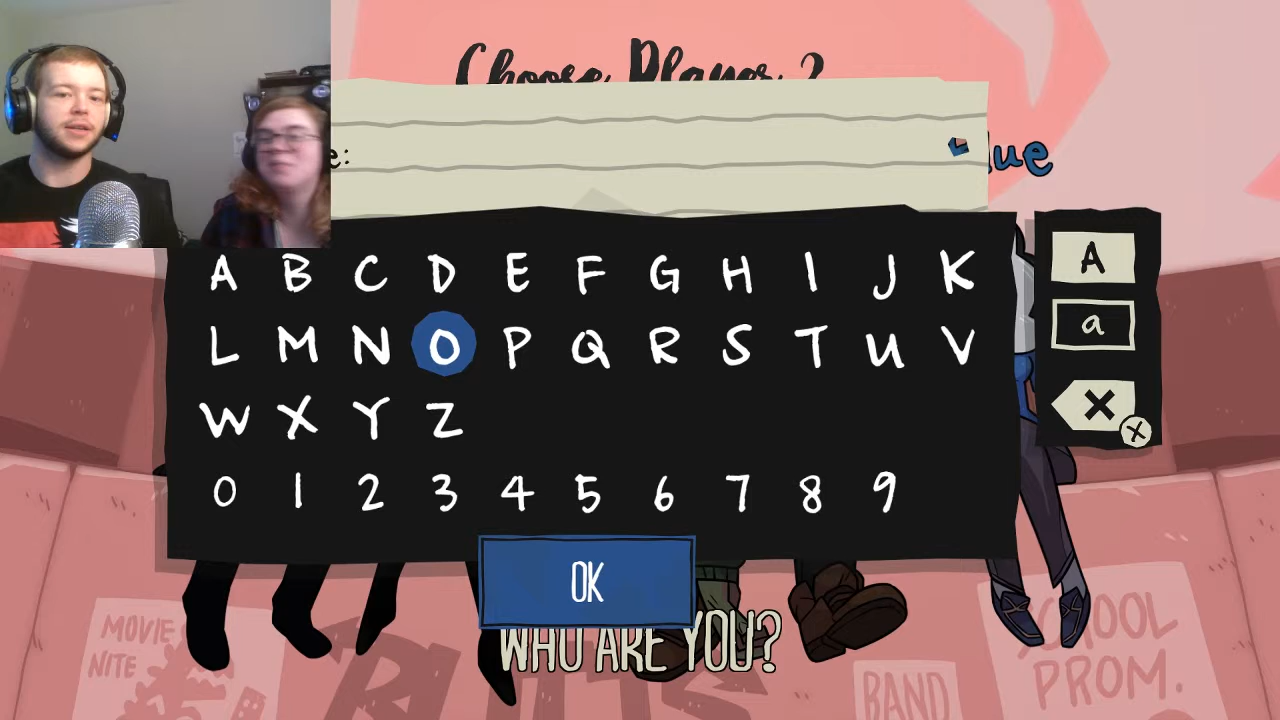 Choose Player 2
e:
lue
A B C D E F G H I J K
A
L M N O P Q R S T U V
a
W X Y Z
X
0 1 2 3 4 5 6 7 8 9
OK
WHO ARE YOU?
MOVIE
NITE
SCHOOL
PROM.
BAND